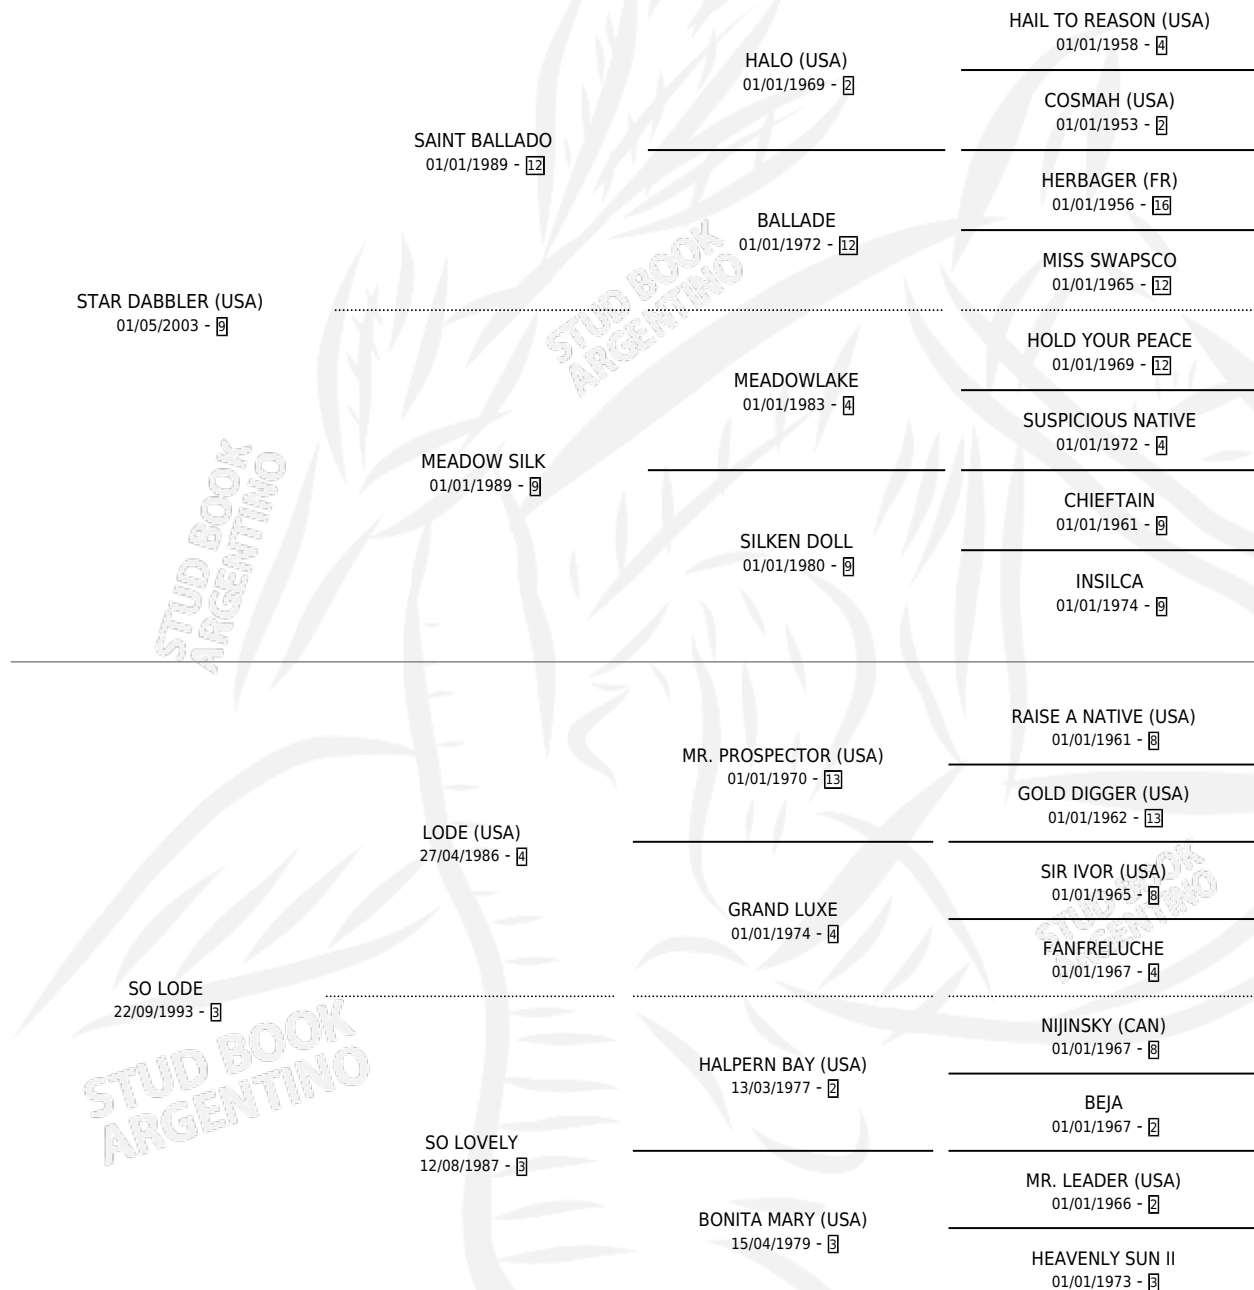 HAIL TO REASON (USA)
01/01/1958 - 4
HALO (USA)
01/01/1969 - 2
COSMAH (USA)
01/01/1953 - 2
SAINT BALLADO
01/01/1989 - 12
HERBAGER (FR)
01/01/1956 - 16
BALLADE
01/01/1972 - 12
MISS SWAPSCO
01/01/1965 - 12
STAR DABBLER (USA)
01/05/2003 - 9
STUD BOOK
ARGENTINO
HOLD YOUR PEACE
01/01/1969 - 12
MEADOWLAKE
01/01/1983 - 4
SUSPICIOUS NATIVE
01/01/1972 - 4
MEADOW SILK
01/01/1989 - 9
CHIEFTAIN
01/01/1961 - 9
SILKEN DOLL
01/01/1980 - 9
INSILCA
01/01/1974 - 9
STUD BOOK
ARGENTINO
RAISE A NATIVE (USA)
01/01/1961 - 8
MR. PROSPECTOR (USA)
01/01/1970 - 13
GOLD DIGGER (USA)
01/01/1962 - 13
LODE (USA)
27/04/1986 - 4
SIR IVOR (USA)
01/01/1965 - 8
STUD BOOK
ARGENTINO
GRAND LUXE
01/01/1974 - 4
FANFRELUCHE
01/01/1967 - 4
SO LODE
22/09/1993 - 3
STUD BOOK
ARGENTINO
NIJINSKY (CAN)
01/01/1967 - 8
HALPERN BAY (USA)
13/03/1977 - 2
BEJA
01/01/1967 - 2
SO LOVELY
12/08/1987 - 3
MR. LEADER (USA)
01/01/1966 - 2
BONITA MARY (USA)
15/04/1979 - 3
HEAVENLY SUN II
01/01/1973 - 3